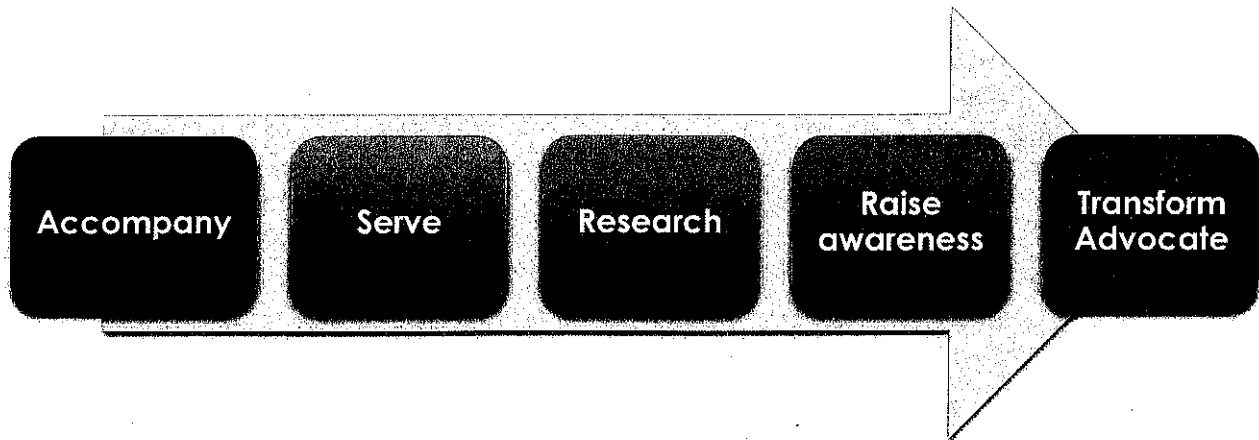 Accompany
Serve
Research
Raise
awareness
Transform
Advocate